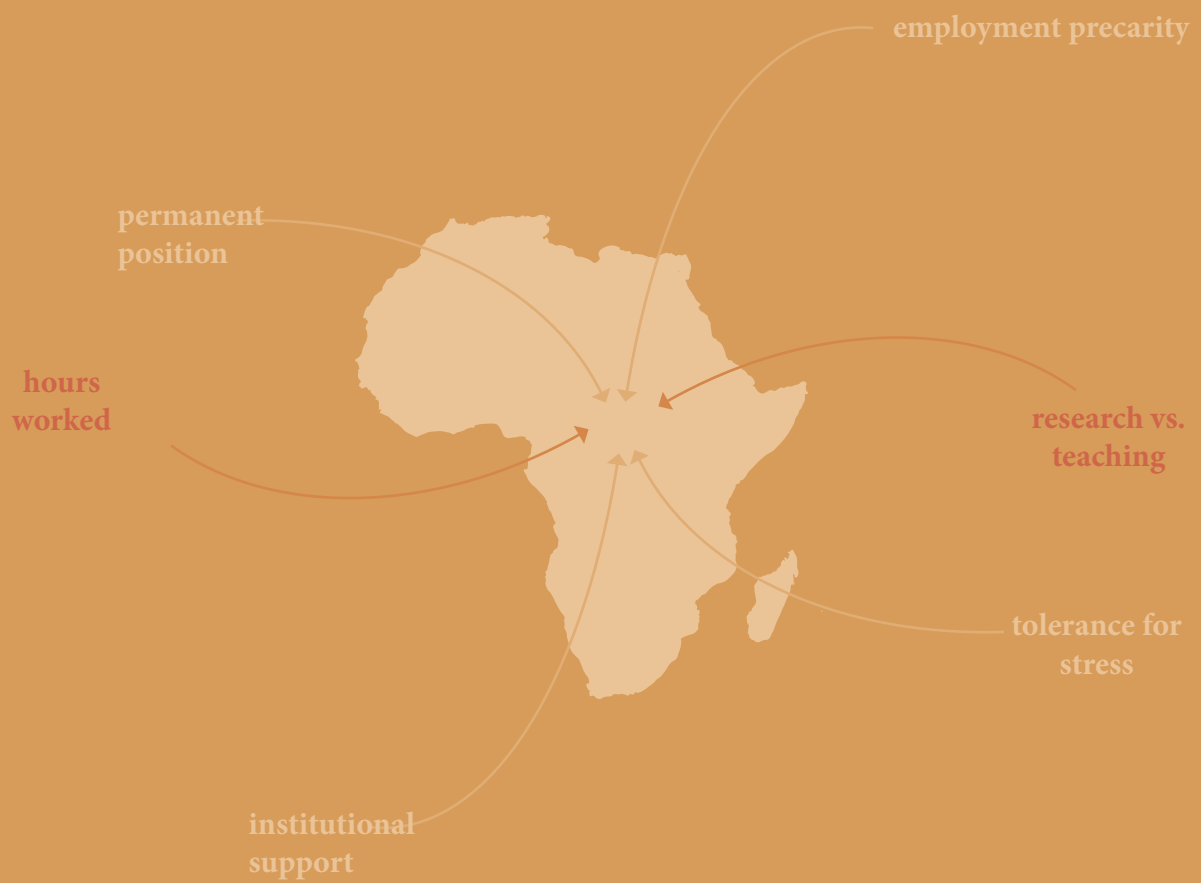 employment precarity
permanent
position
hours
worked
research vs.
teaching
tolerance for
stress
institutional
support